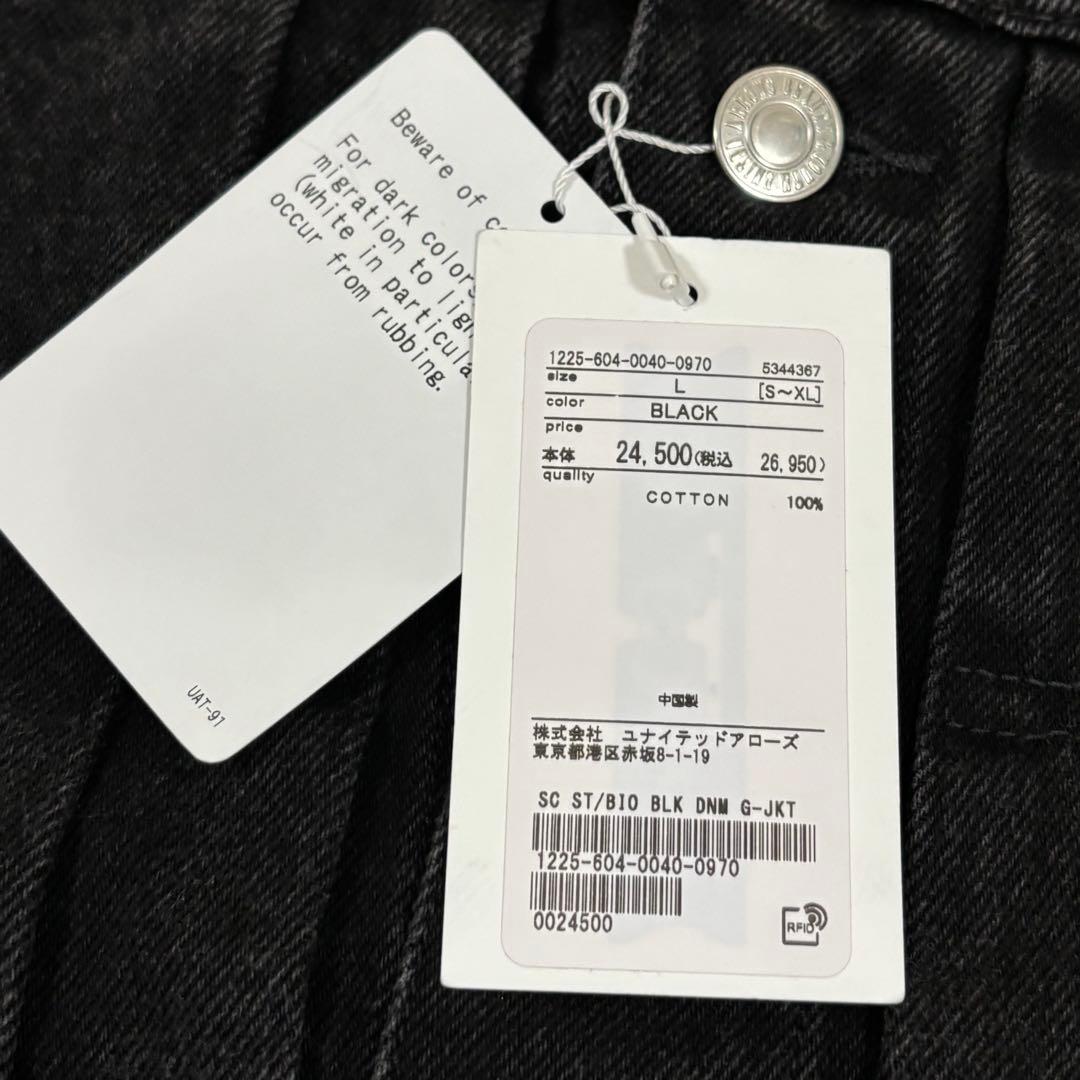 Beware of
For dark colors
migration to
(white in particula
occur from rubbing.
UAT-91
1225-604-0040-0970 5344367
size L [S～XL]
color BLACK
price
本体 24,500(税込 26,950)
quality
COTTON 100%
中国製
株式会社 ユナイテッドアローズ
東京都港区赤坂8-1-19
SC ST/BIO BLK DNM G-JKT
1225-604-0040-0970
0024500
RFID